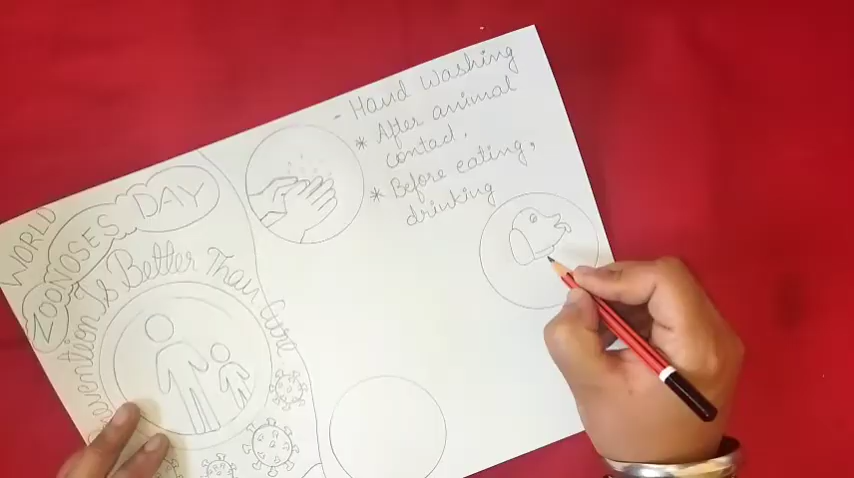 WORLD
ZOONOSES DAY
Prevention Is Better Than Cure
- Hand Washing
* After animal
contact.
* Before eating,
drinking